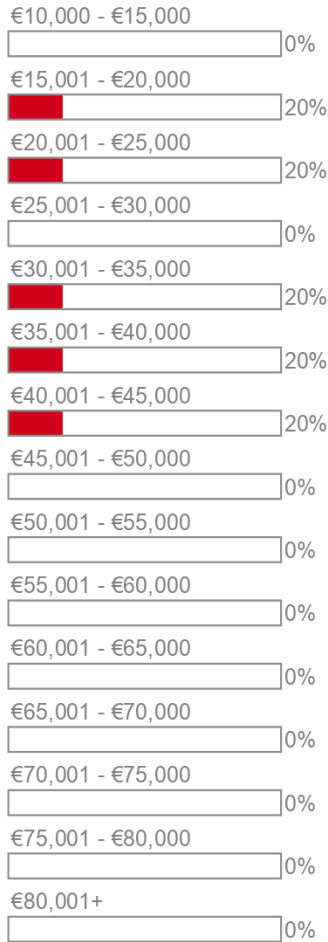 €10,000 - €15,000
0%
€15,001 - €20,000
20%
€20,001 - €25,000
20%
€25,001 - €30,000
0%
€30,001 - €35,000
20%
€35,001 - €40,000
20%
€40,001 - €45,000
20%
€45,001 - €50,000
0%
€50,001 - €55,000
0%
€55,001 - €60,000
0%
€60,001 - €65,000
0%
€65,001 - €70,000
0%
€70,001 - €75,000
0%
€75,001 - €80,000
0%
€80,001+
0%